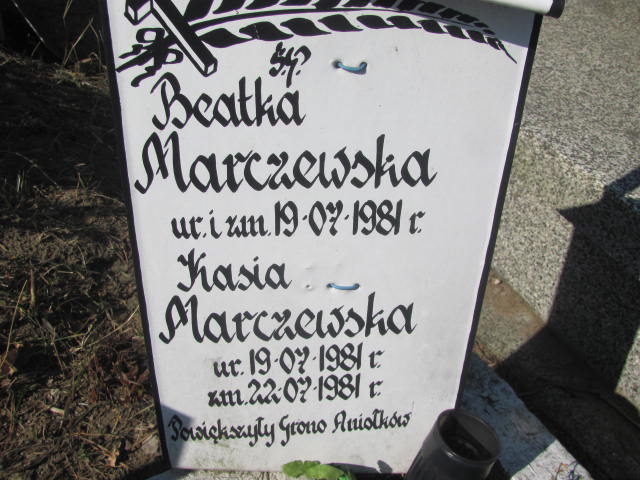 Ś.P.
Beatka
Marczewska
ur. i zm. 19·07·1981 r.
Kasia
Marczewska
ur. 19·07·1981 r.
zm. 22·07·1981 r.
Powiększyły Grono Aniołków